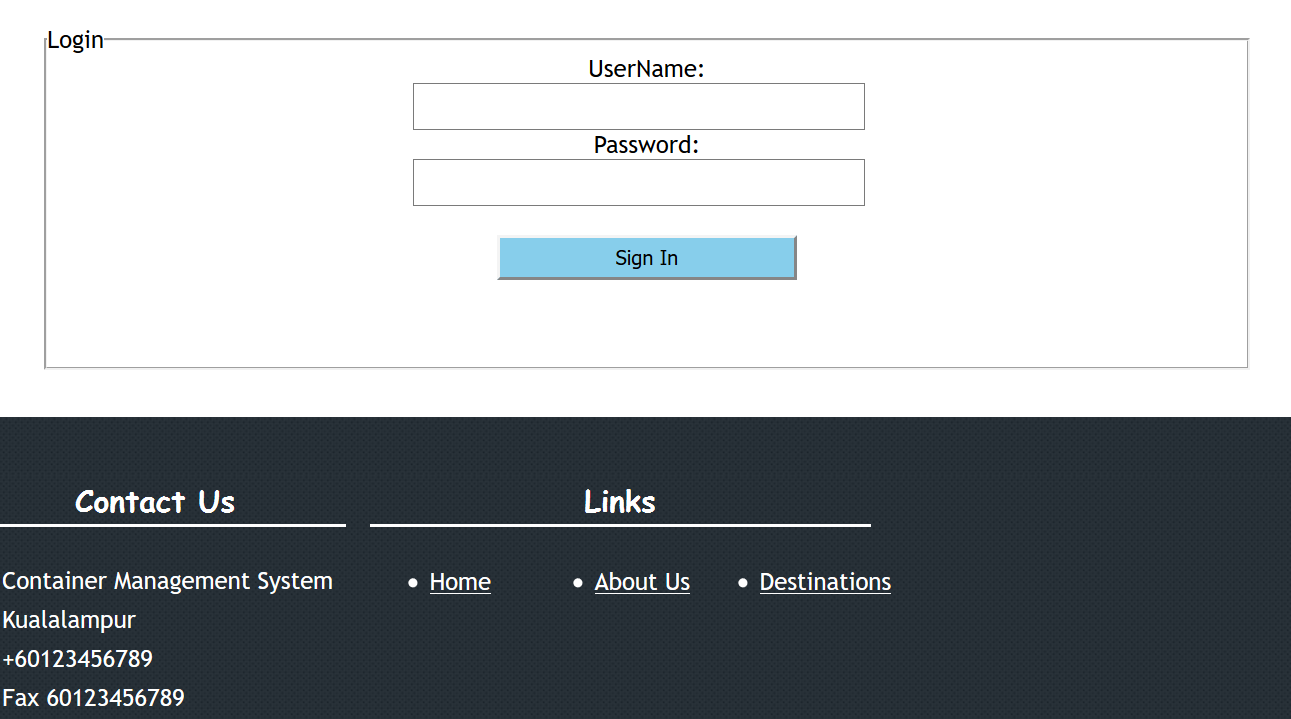 Login
UserName:
Password:
Sign In
Contact Us
Container Management System
Kualalampur
+60123456789
Fax 60123456789
Links
Home
About Us
Destinations